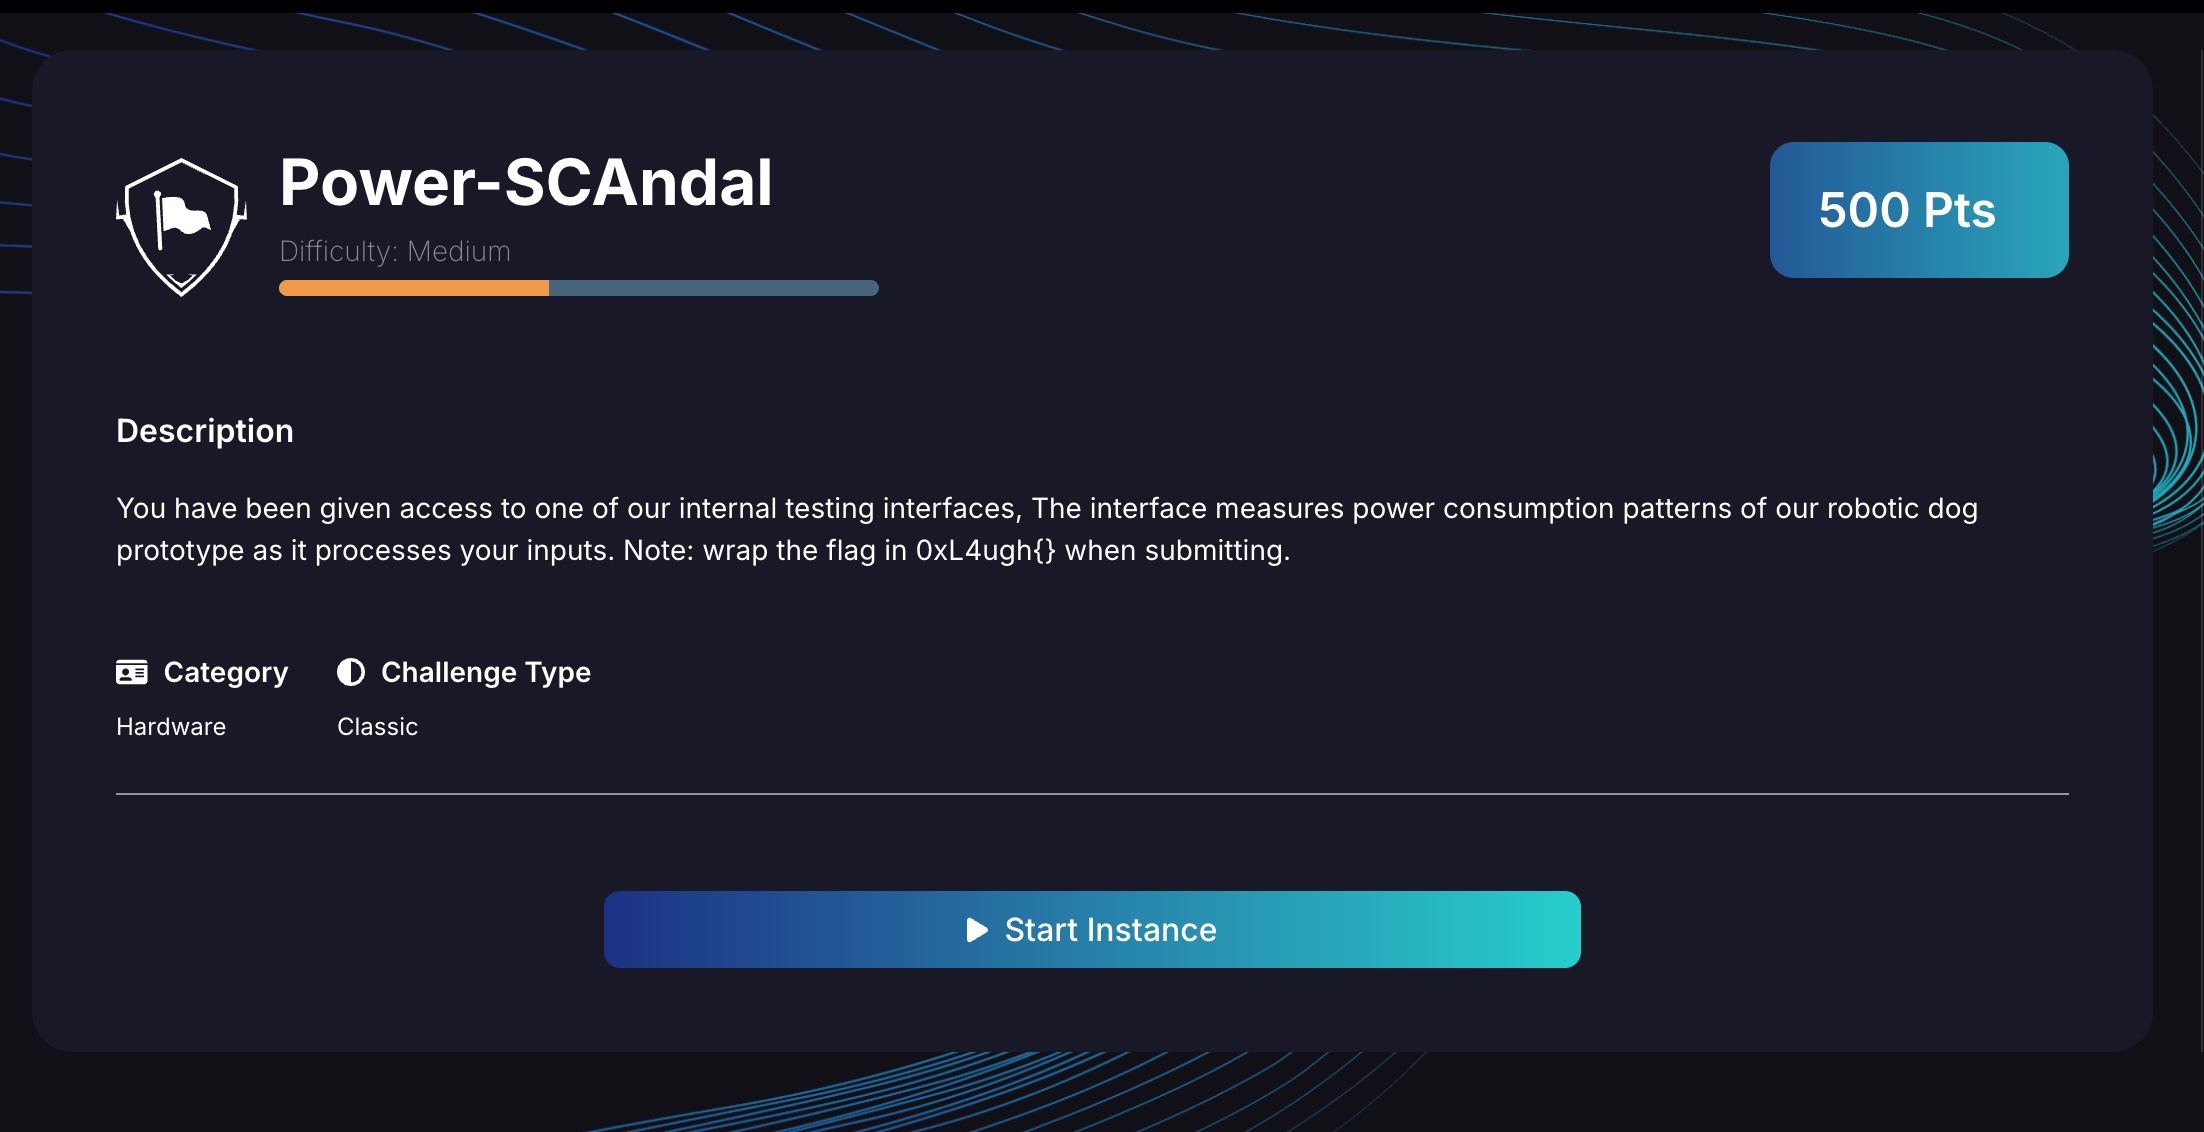 Power-SCAndal
Difficulty: Medium
500 Pts
Description
You have been given access to one of our internal testing interfaces, The interface measures power consumption patterns of our robotic dog
prototype as it processes your inputs. Note: wrap the flag in 0xL4ugh{} when submitting.
Category
Challenge Type
Hardware
Classic
Start Instance